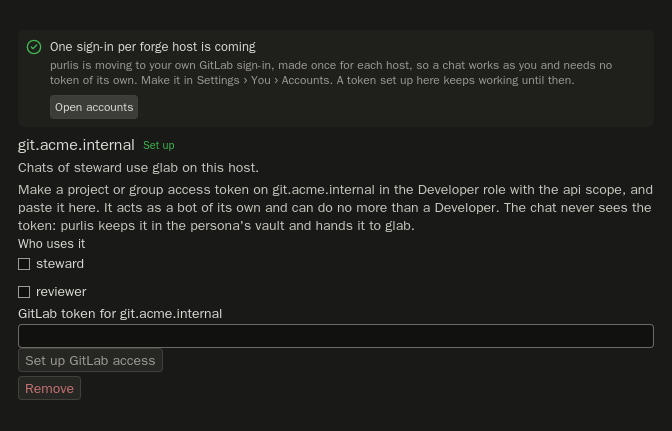 One sign-in per forge host is coming
purlis is moving to your own GitLab sign-in, made once for each host, so a chat works as you and needs no
token of its own. Make it in Settings › You › Accounts. A token set up here keeps working until then.
Open accounts
git.acme.internal Set up
Chats of steward use glab on this host.
Make a project or group access token on git.acme.internal in the Developer role with the api scope, and
paste it here. It acts as a bot of its own and can do no more than a Developer. The chat never sees the
token: purlis keeps it in the persona's vault and hands it to glab.
Who uses it
steward
reviewer
GitLab token for git.acme.internal
Set up GitLab access
Remove